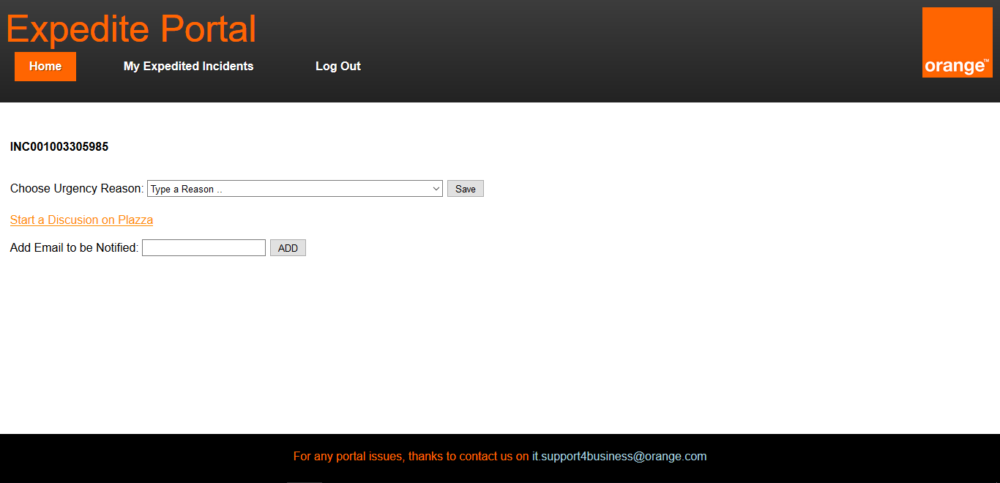 Expedite Portal
Home My Expedited Incidents Log Out
orange™
INC001003305985
Choose Urgency Reason: Type a Reason .. Save
Start a Discusion on Plazza
Add Email to be Notified: ADD
For any portal issues, thanks to contact us on it.support4business@orange.com